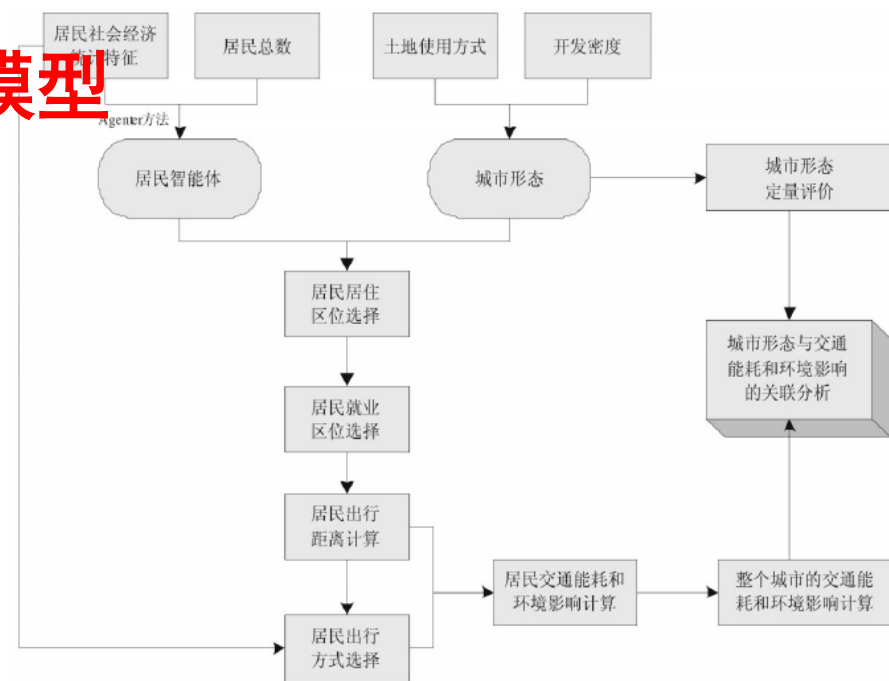 居民社会经济
统计特征
居民总数
土地使用方式
开发密度
模型
Agenter方法
居民智能体
城市形态
城市形态
定量评价
居民居住
区位选择
城市形态与交通
能耗和环境影响
的关联分析
居民就业
区位选择
居民出行
距离计算
居民交通能耗和
环境影响计算
整个城市的交通能
耗和环境影响计算
居民出行
方式选择